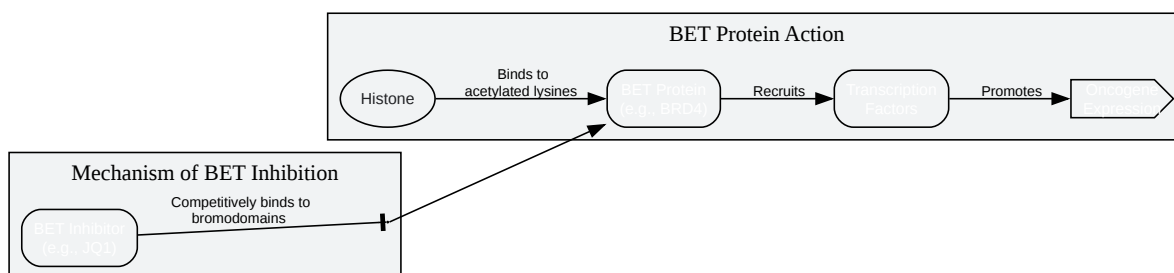 BET Protein Action
Histone
Binds to
acetylated lysines
BET Protein
(e.g., BRD4)
Recruits
Transcription
Factors
Promotes
Oncogene
Expression
Mechanism of BET Inhibition
BET Inhibitor
(e.g., JQ1)
Competitively binds to
bromodomains